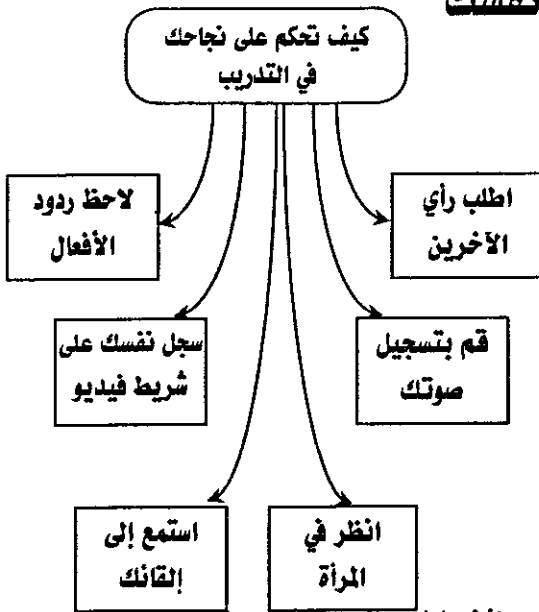 كيف تحكم على نجاحك
في التدريب
اطلب رأي
الآخرين
لاحظ ردود
الأفعال
قم بتسجيل
صوتك
سجل نفسك على
شريط فيديو
انظر في
المرأة
استمع إلى
إلقائك